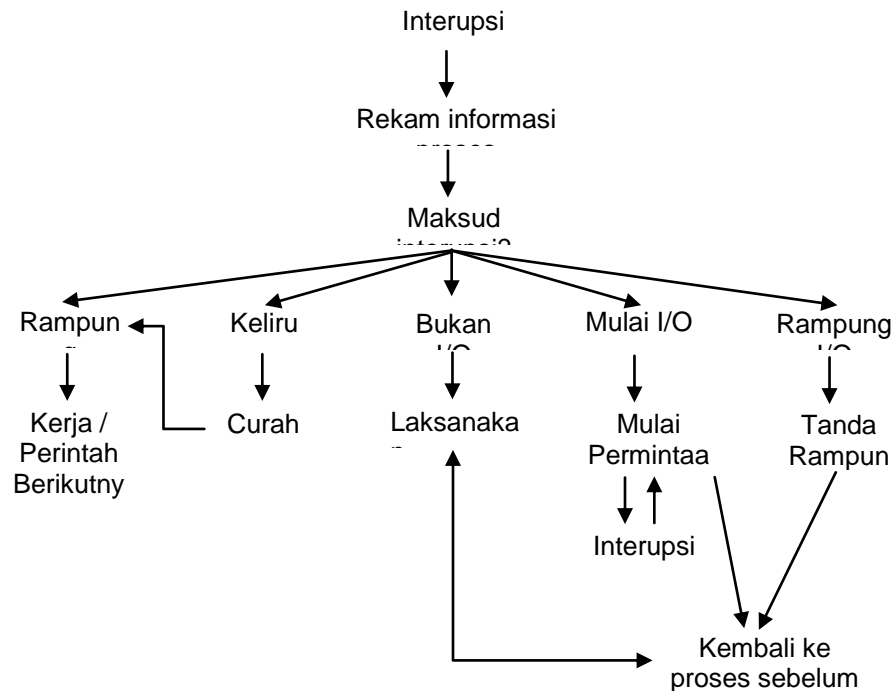 Interupsi
Rekam informasi
Maksud
Rampun
Keliru
Bukan
Mulai I/O
Rampung
Kerja /
Perintah
Berikutny
Curah
Laksanaka
Mulai
Permintaa
Tanda
Rampun
Interupsi
Kembali ke
proses sebelum